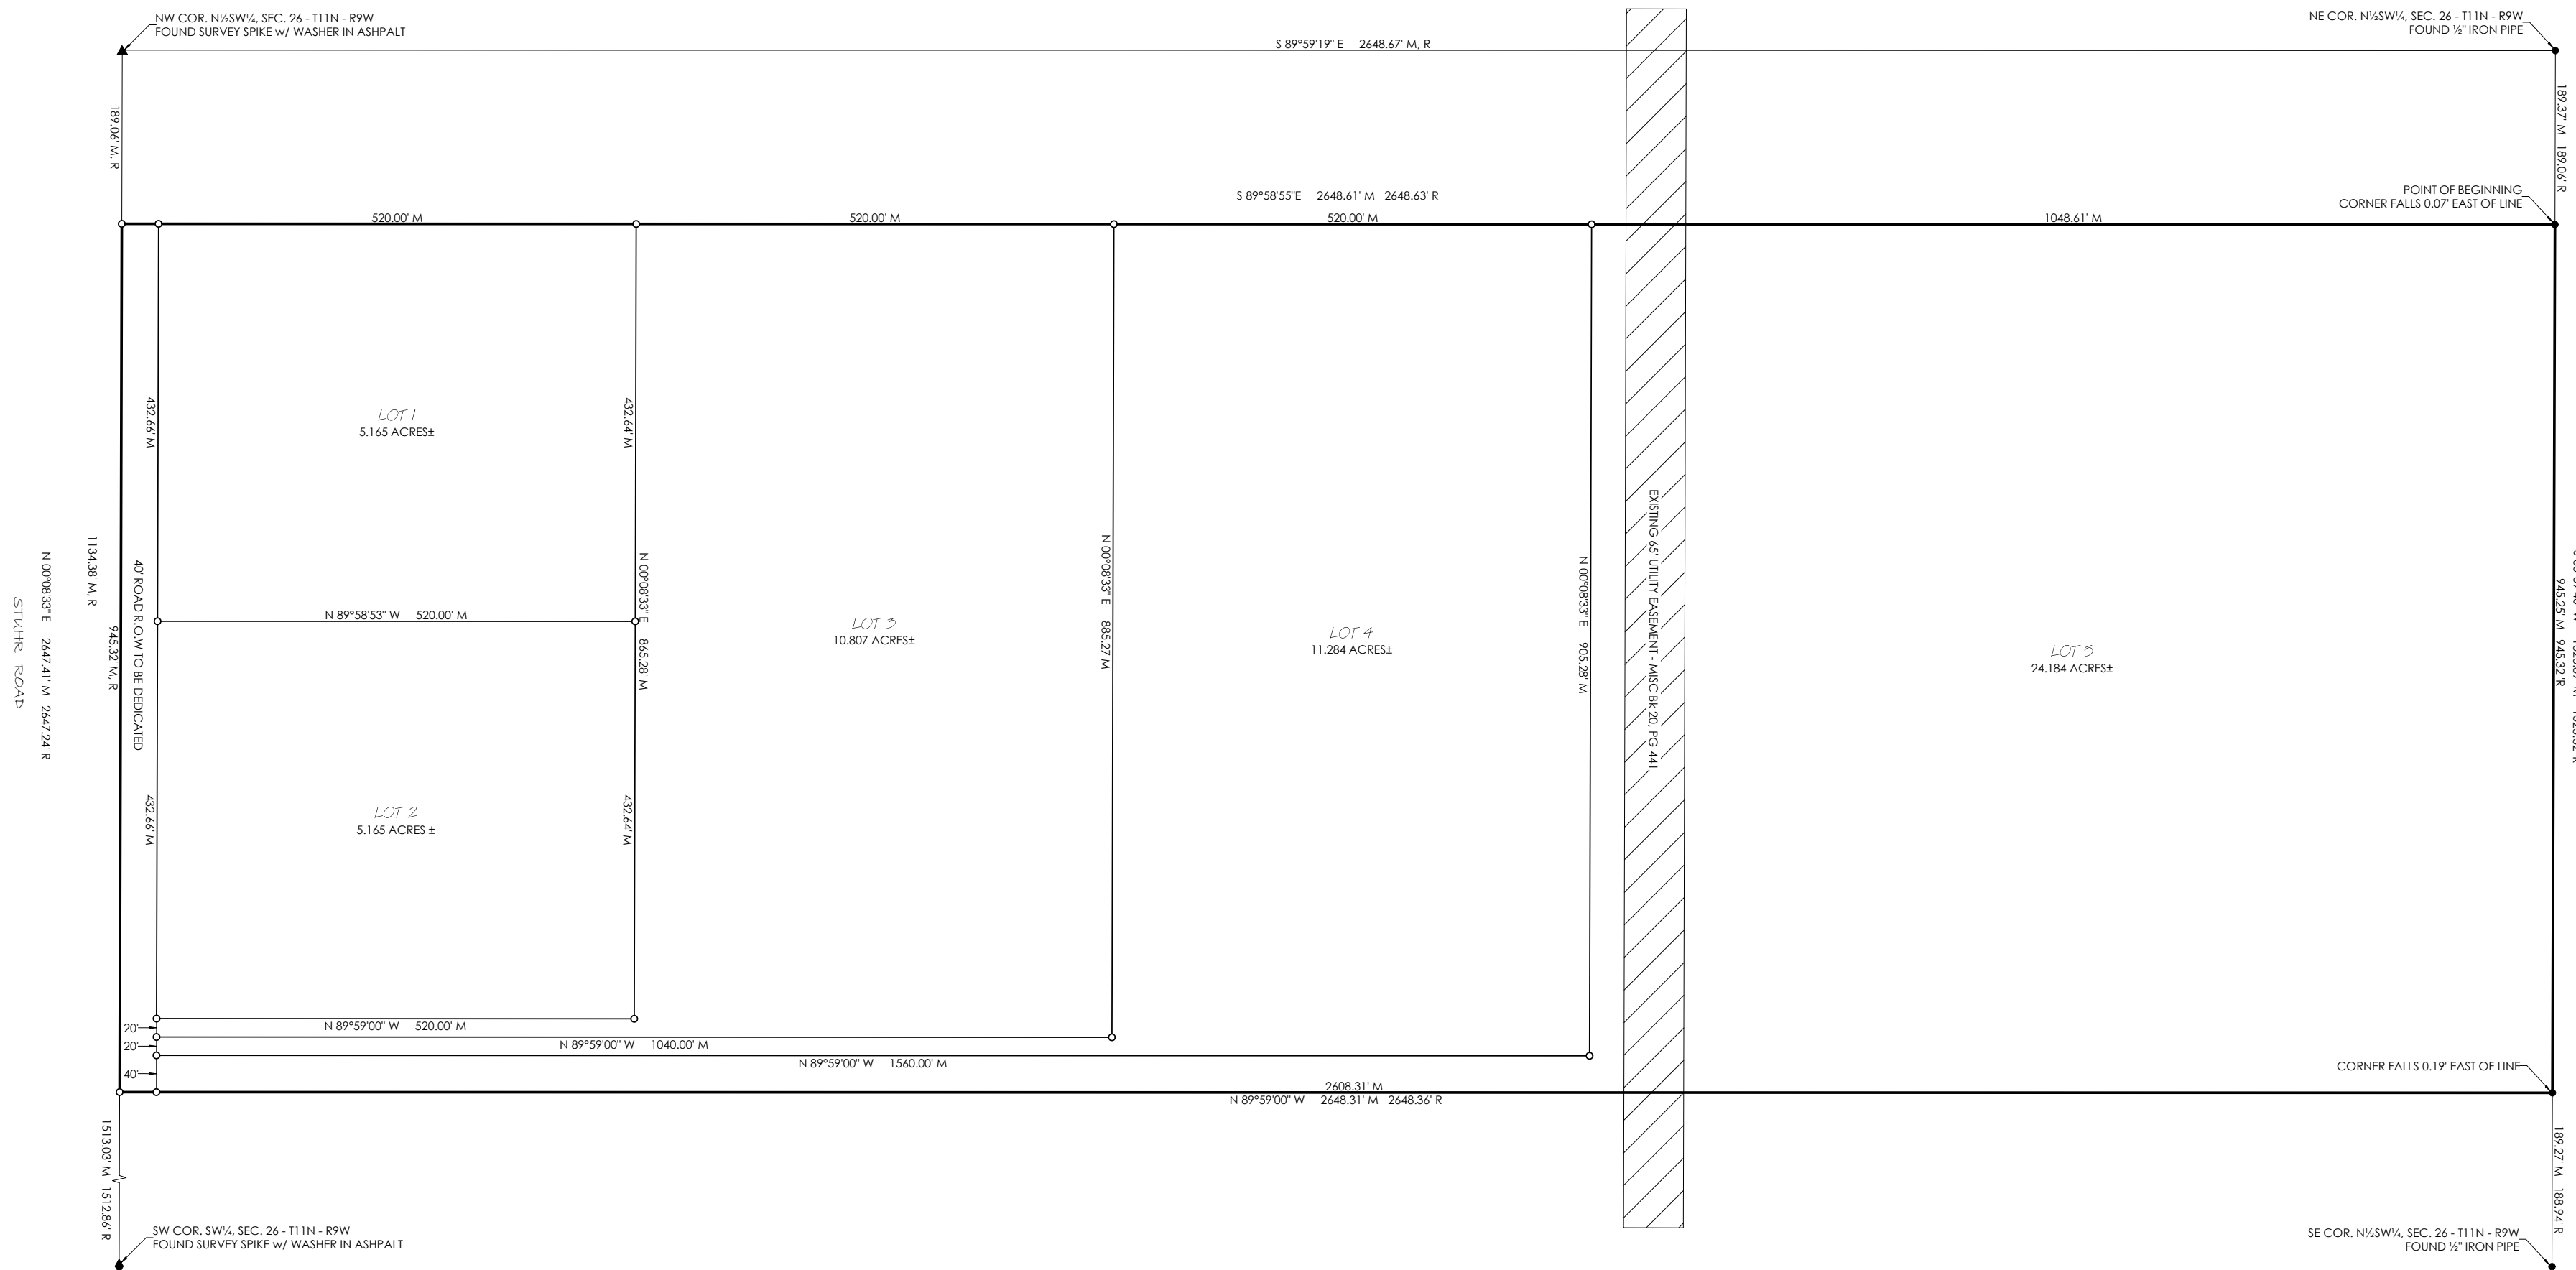 NW COR. N½SW¼, SEC. 26 - T11N - R9W
FOUND SURVEY SPIKE w/ WASHER IN ASHPALT
NE COR. N½SW¼, SEC. 26 - T11N - R9W
FOUND ½" IRON PIPE
S 89°59'19" E 2648.67' M, R
189.06' M, R
189.37' M 189.06' R
S 89°58'55"E 2648.61' M 2648.63' R
POINT OF BEGINNING
CORNER FALLS 0.07' EAST OF LINE
520.00' M
520.00' M
520.00' M
1048.61' M
432.66' M
LOT 1
5.165 ACRES±
432.64' M
N 00°08'33" E 2647.41' M 2647.24' R
STUHR ROAD
1134.38' M, R
945.32' M, R
40' ROAD R.O.W TO BE DEDICATED
N 89°58'53" W 520.00' M
N 00°08'33" E 865.28' M
LOT 3
10.807 ACRES±
N 00°08'33" E 885.27 M
LOT 4
11.284 ACRES±
N 00°08'33" E 905.28' M
EXISTING 65' UTILITY EASEMENT - MISC BK 20, PG 441
LOT 5
24.184 ACRES±
945.25' M 945.32 'R
432.66' M
LOT 2
5.165 ACRES ±
432.64' M
20'
N 89°59'00" W 520.00' M
20'
N 89°59'00" W 1040.00' M
40'
N 89°59'00" W 1560.00' M
CORNER FALLS 0.19' EAST OF LINE
2608.31' M
N 89°59'00" W 2648.31' M 2648.36' R
1513.03' M 1512.86' R
189.27' M 188.94' R
SW COR. SW¼, SEC. 26 - T11N - R9W
FOUND SURVEY SPIKE w/ WASHER IN ASHPALT
SE COR. N½SW¼, SEC. 26 - T11N - R9W
FOUND ½" IRON PIPE